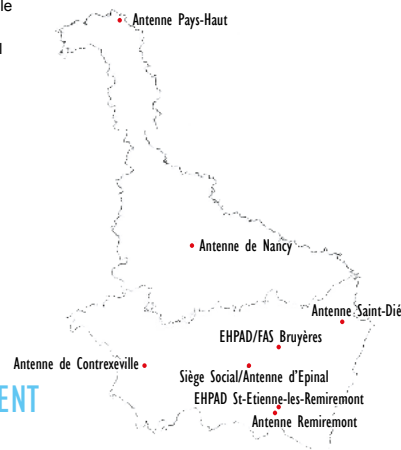 le
Antenne Pays-Haut
Antenne de Nancy
Antenne Saint-Dié
EHPAD/FAS Bruyères
Antenne de Contrexeville
Siège Social/Antenne d'Epinal
EHPAD St-Etienne-les-Remiremont
ENT
Antenne Remiremont